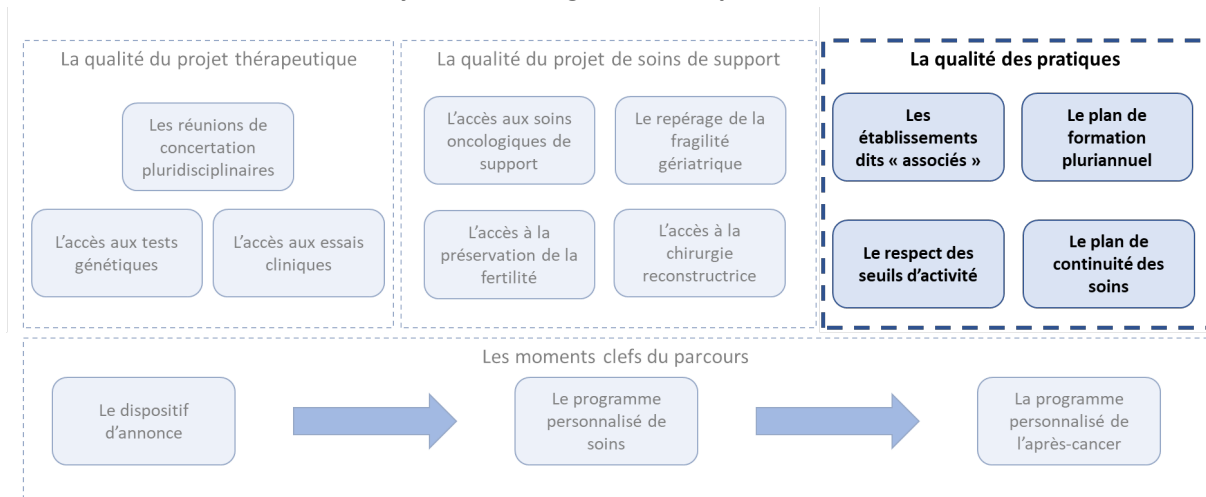 La qualité du projet thérapeutique
Les réunions de
concertation
pluridisciplinaires
L'accès aux tests
génétiques
L'accès aux essais
cliniques
La qualité du projet de soins de support
L'accès aux soins
oncologiques de
support
Le repérage de la
fragilité
gériatrique
L'accès à la
préservation de la
fertilité
L'accès à la
chirurgie
reconstructrice
La qualité des pratiques
Les
établissements
dits « associés »
Le plan de
formation
pluriannuel
Le respect des
seuils d'activité
Le plan de
continuité des
soins
Les moments clefs du parcours
Le dispositif
d'annonce
Le programme
personnalisé de
soins
La programme
personnalisé de
l'après-cancer